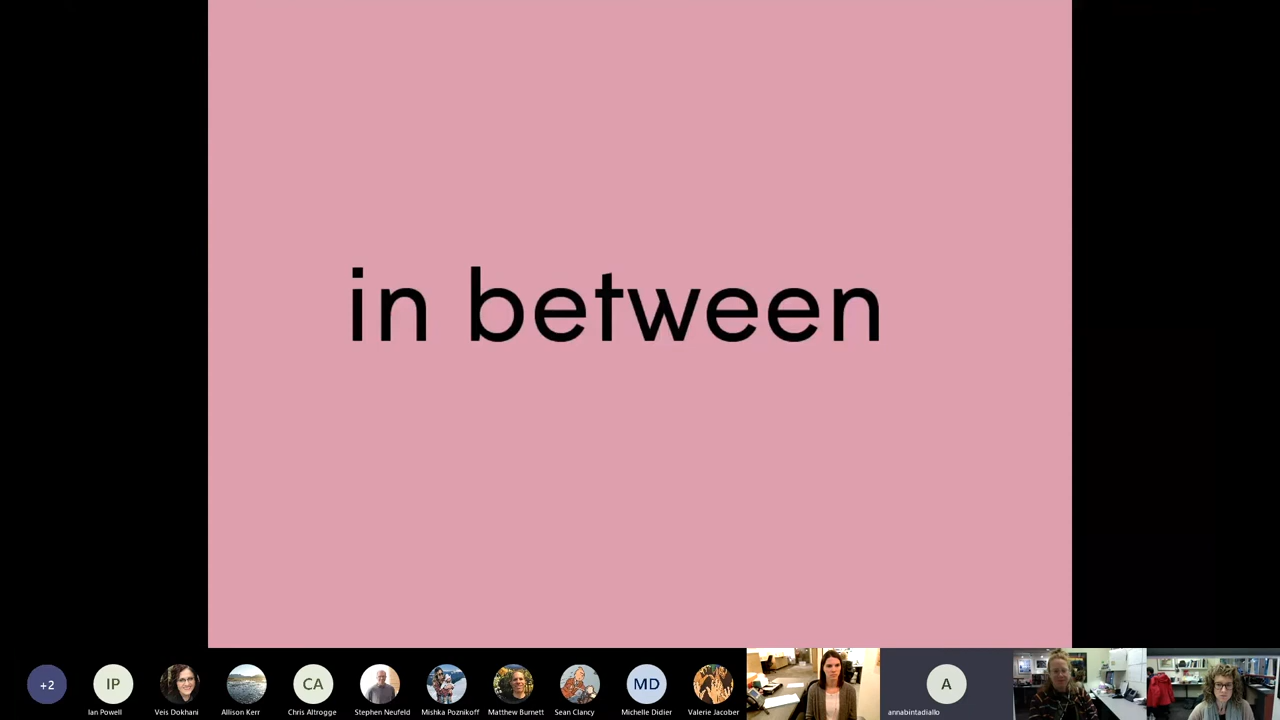 in between
+2
IP
CA
MD
A
Ian Powell
Veis Dokhani
Allison Kerr
Chris Altrogge
Stephen Neufeld
Mishka Poznikoff
Matthew Burnett
Sean Clancy
Michelle Didier
Valerie Jacober
annabintadiallo